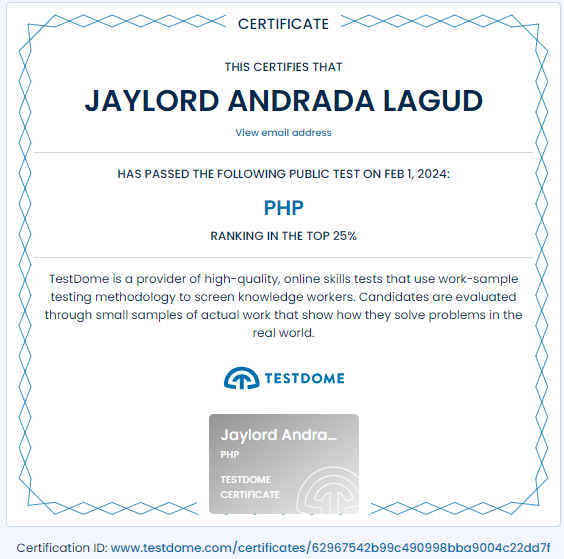 CERTIFICATE
THIS CERTIFIES THAT
JAYLORD ANDRADA LAGUD
View email address
HAS PASSED THE FOLLOWING PUBLIC TEST ON FEB 1, 2024:
PHP
RANKING IN THE TOP 25%
TestDome is a provider of high-quality, online skills tests that use work-sample
testing methodology to screen knowledge workers. Candidates are evaluated
through small samples of actual work that show how they solve problems in the
real world.
TESTDOME
Jaylord Andra...
PHP
TESTDOME
CERTIFICATE
Certification ID: www.testdome.com/certificates/62967542b99c490998bba9004c22dd7f